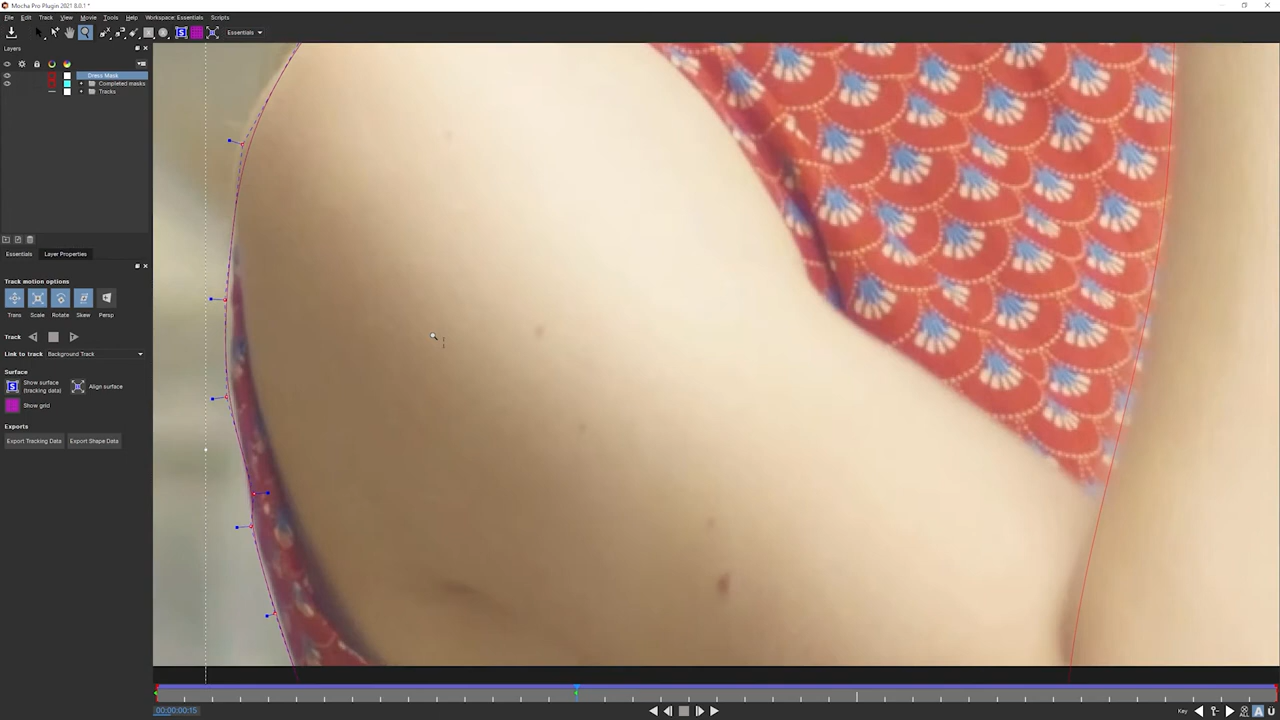 Mocha Pro Plugin 2021 8.0.1 *
File Edit Track View Movies Tools Help Workspace: Essentials Scripts
Essentials
Layers
Dress Mask
Completed masks
Tracks
Essentials Layer Properties
Track motion options
Trans Scale Rotate Skew Persp
Track
Link to track Background Track
Surface
Show surface
(tracking data)
Align surface
Show grid
Exports
Export Tracking Data Export Shape Data
00:00:00:15
Key
A U